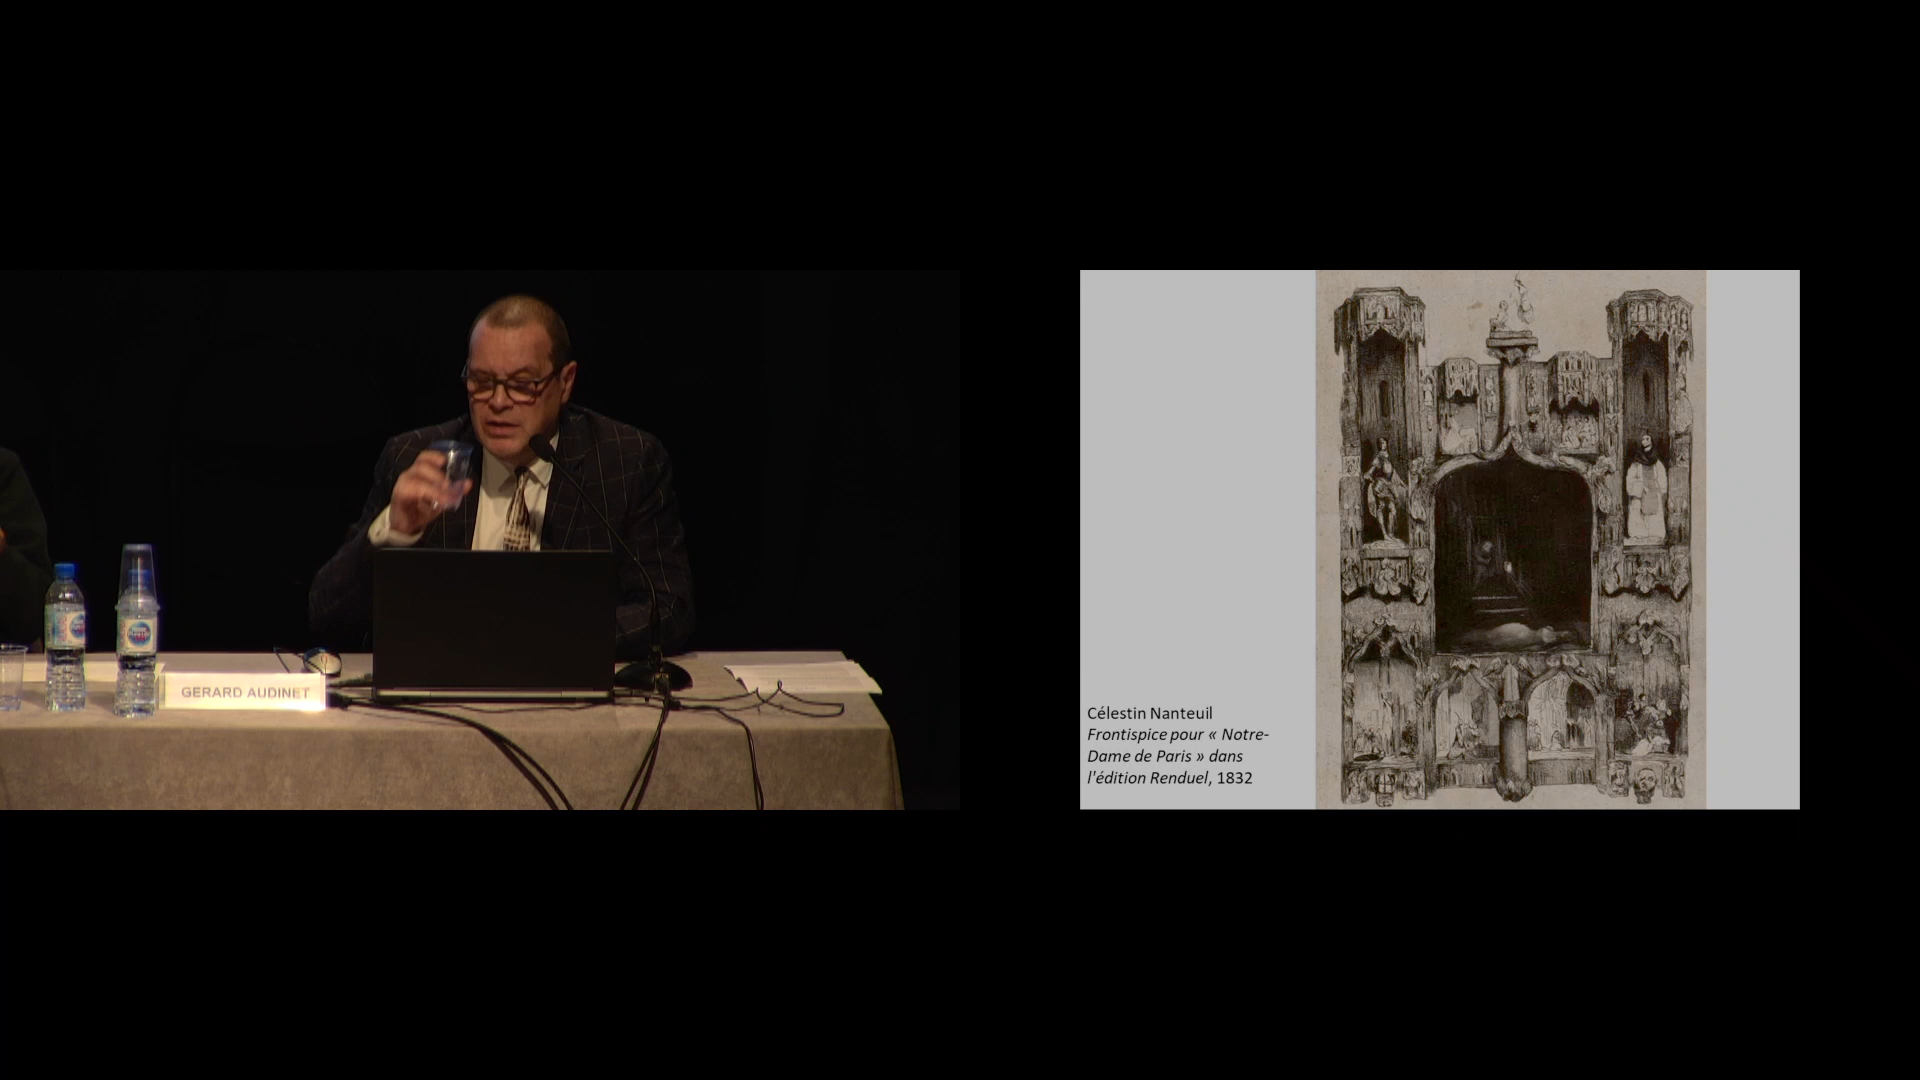 GERARD AUDINET
Célestin Nanteuil
Frontispice pour « Notre-
Dame de Paris » dans
l'édition Renduel, 1832